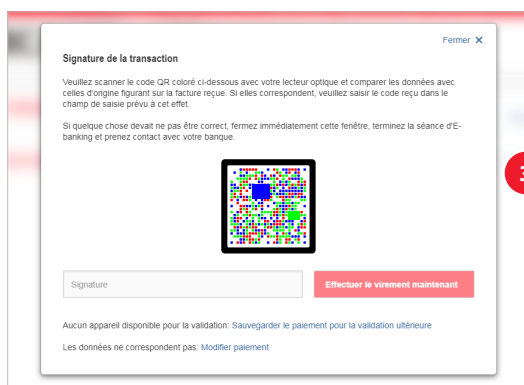 Fermer ✕
Signature de la transaction
Veuillez scanner le code QR coloré ci-dessous avec votre lecteur optique et comparer les données avec
celles d'origine figurant sur la facture reçue. Si elles correspondent, veuillez saisir le code reçu dans le
champ de saisie prévu à cet effet.
Si quelque chose devait ne pas être correct, fermez immédiatement cette fenêtre, terminez la séance d'E-
banking et prenez contact avec votre banque.
3
Signature
Effectuer le virement maintenant
Aucun appareil disponible pour la validation: Sauvegarder le paiement pour la validation ultérieure
Les données ne correspondent pas: Modifier paiement